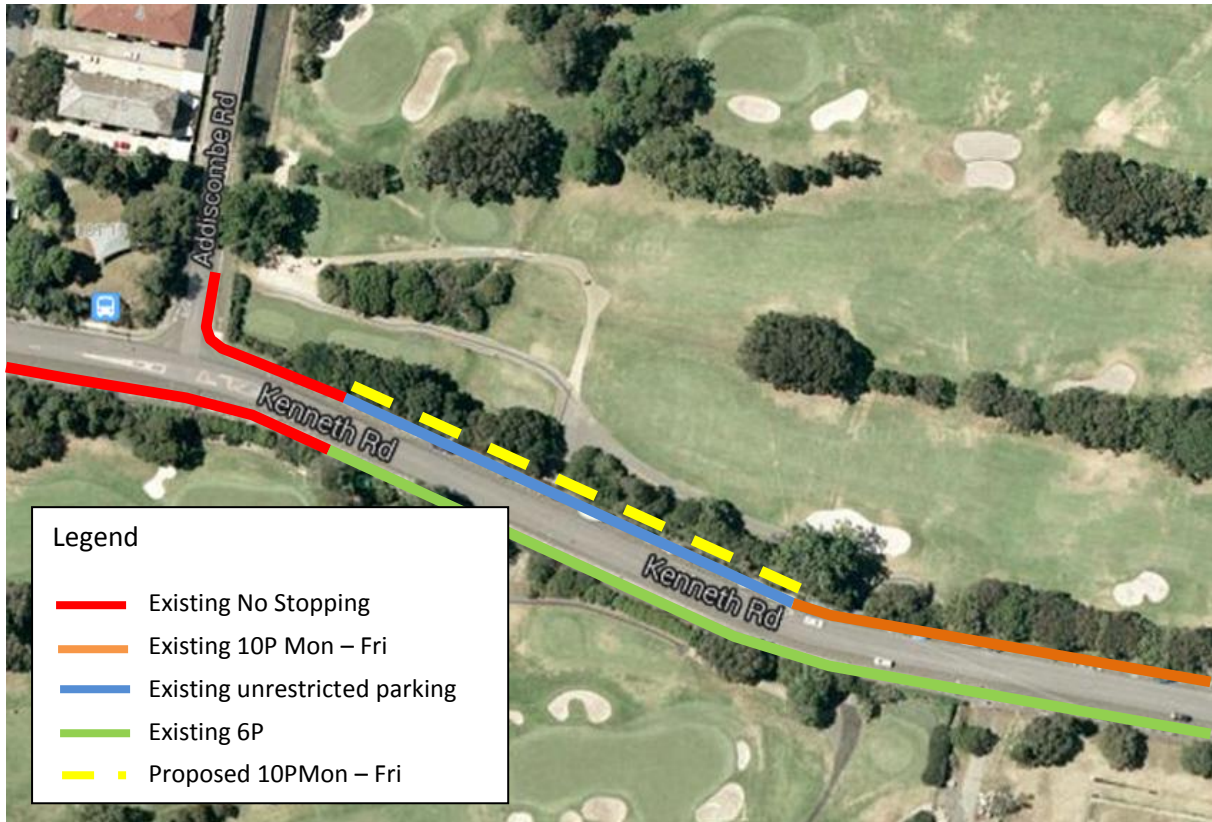 Addiscombe Rd
Kenneth Rd
Kenneth Rd
Legend
Existing No Stopping
Existing 10P Mon – Fri
Existing unrestricted parking
Existing 6P
Proposed 10PMon – Fri